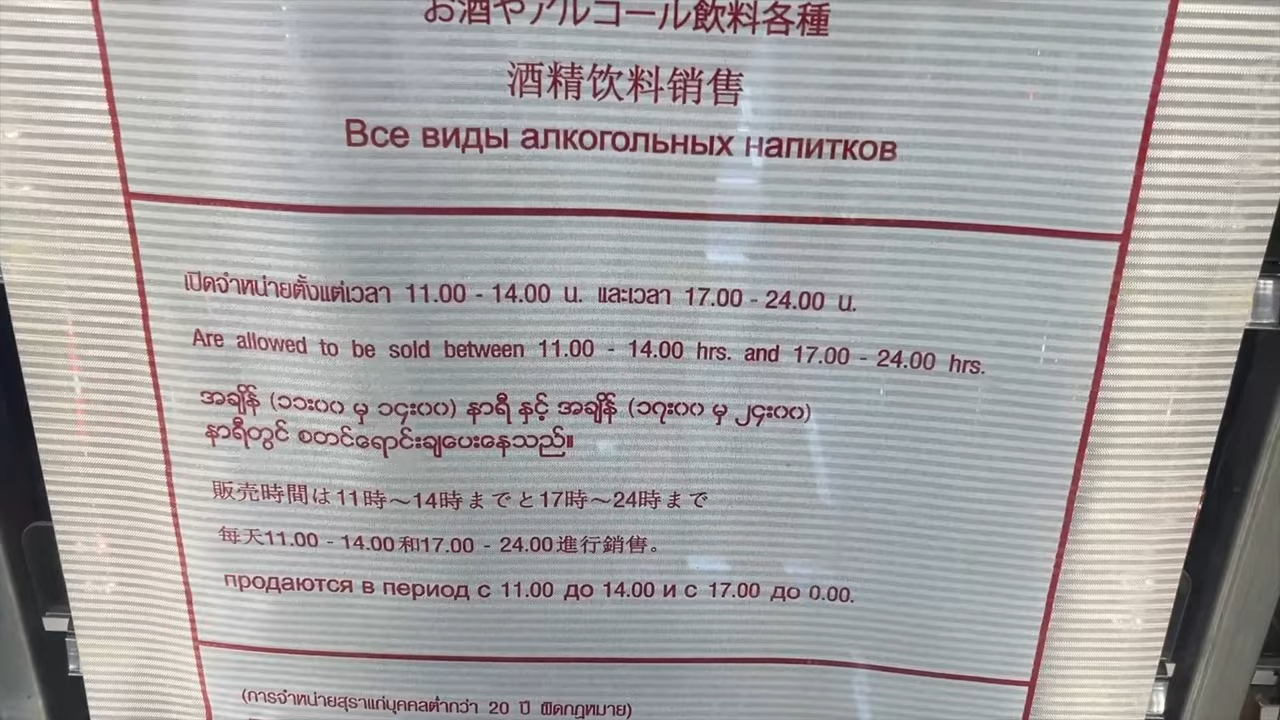 お酒やアルコール飲料各種
酒精饮料销售
Все виды алкогольных напитков
เปิดจำหน่ายตั้งแต่เวลา 11.00 - 14.00 น. และเวลา 17.00 - 24.00 น.
Are allowed to be sold between 11.00 - 14.00 hrs. and 17.00 - 24.00 hrs.
အချိန် (၁၁း၀၀ မှ ၁၄း၀၀) နာရီ နှင့် အချိန် (၁၇း၀၀ မှ ၂၄း၀၀)
နာရီတွင် စတင်ရောင်းချပေးနေသည်။
販売時間は11時～14時までと17時～24時まで
每天11.00 - 14.00和17.00 - 24.00進行銷售。
продаются в период с 11.00 до 14.00 и с 17.00 до 0.00.
(การจำหน่ายสุราแก่บุคคลต่ำกว่า 20 ปี ผิดกฎหมาย)